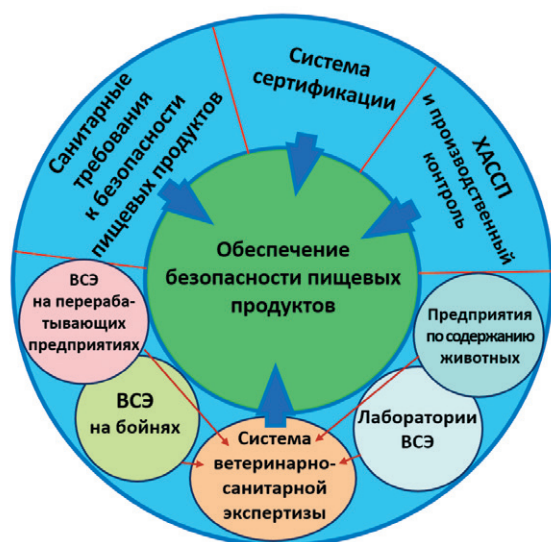 Санитарные
требования
к безопасности
пищевых продуктов
Система
сертификации
ХАССП
и производственный
контроль
Обеспечение
безопасности пищевых
продуктов
ВСЭ
на перераба-
тывающих
предприятиях
Предприятия
по содержанию
животных
ВСЭ
на бойнях
Лаборатории
ВСЭ
Система
ветеринарно-
санитарной
экспертизы